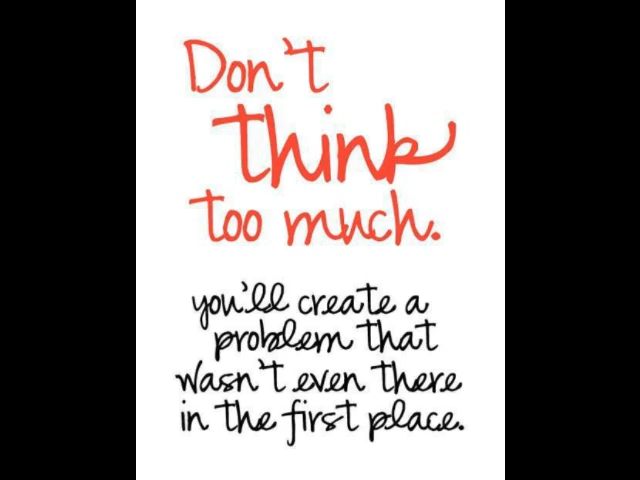 Don't
think
too much.
you'll create a
problem that
wasn't even there
in the first place.